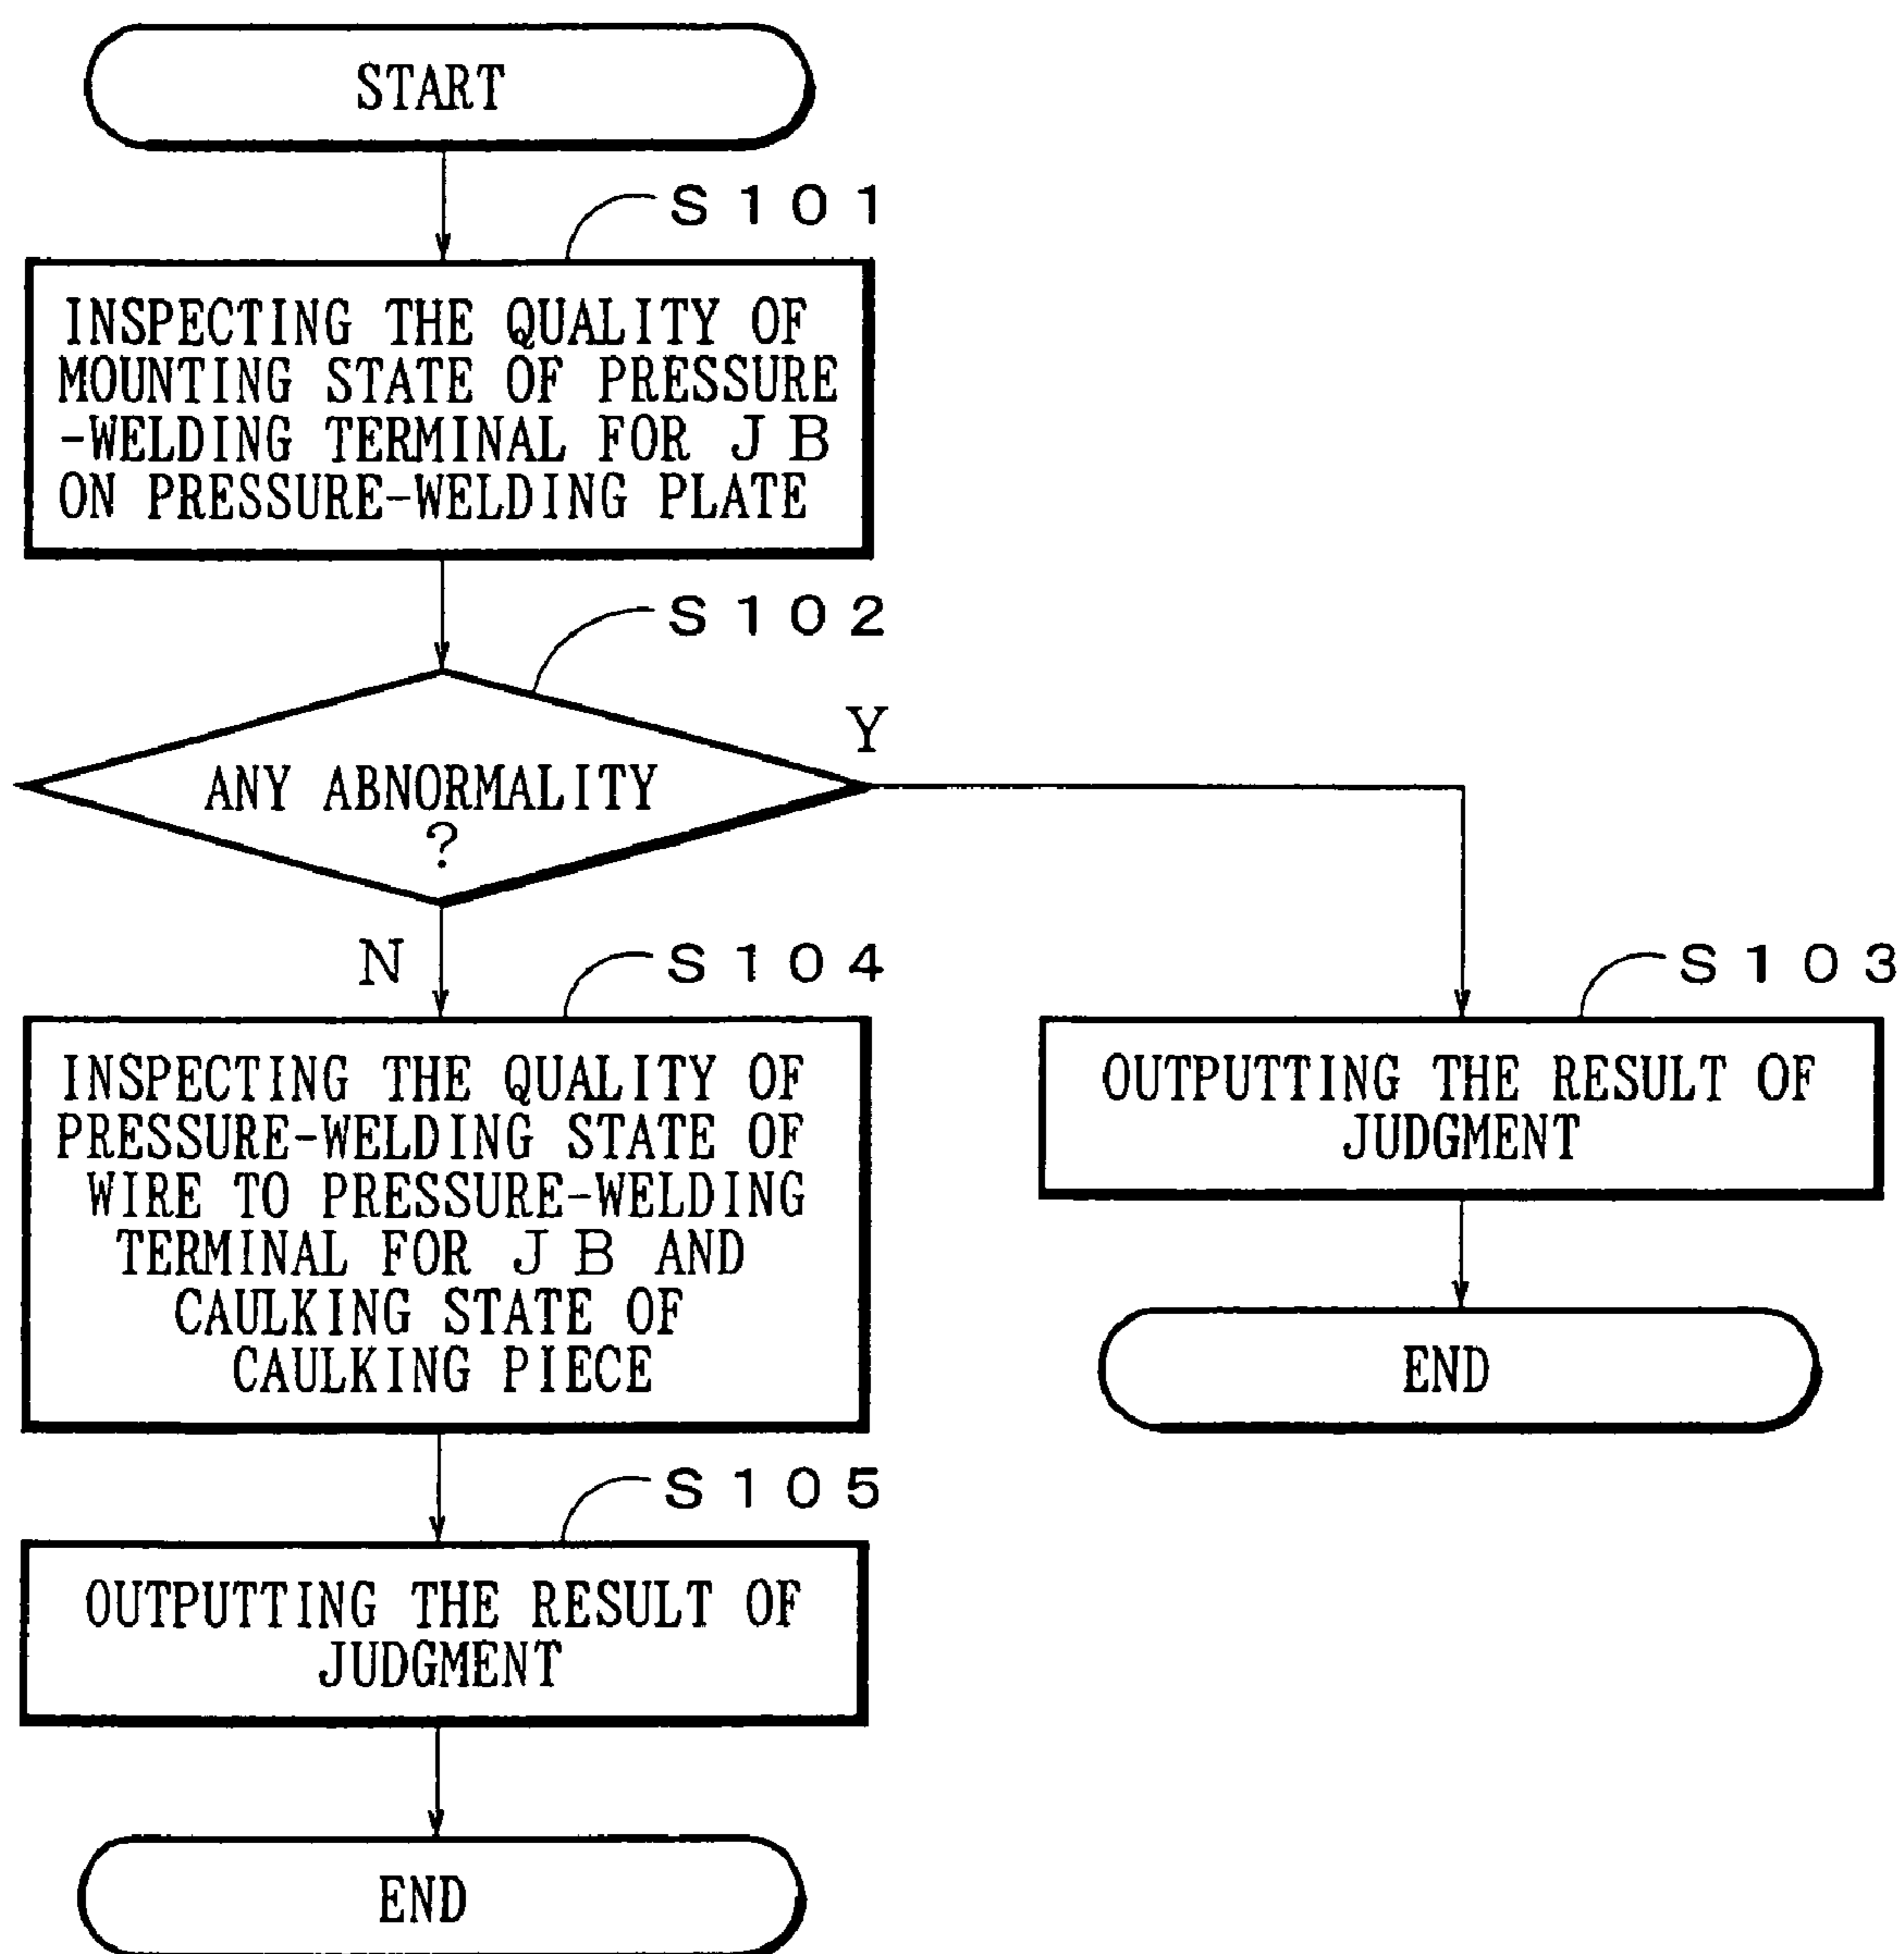 START
S101
INSPECTING THE QUALITY OF
MOUNTING STATE OF PRESSURE
-WELDING TERMINAL FOR JB
ON PRESSURE-WELDING PLATE
S102
ANY ABNORMALITY
?
Y
N
S104
INSPECTING THE QUALITY OF
PRESSURE-WELDING STATE OF
WIRE TO PRESSURE-WELDING
TERMINAL FOR JB AND
CAULKING STATE OF
CAULKING PIECE
S103
OUTPUTTING THE RESULT OF
JUDGMENT
END
S105
OUTPUTTING THE RESULT OF
JUDGMENT
END